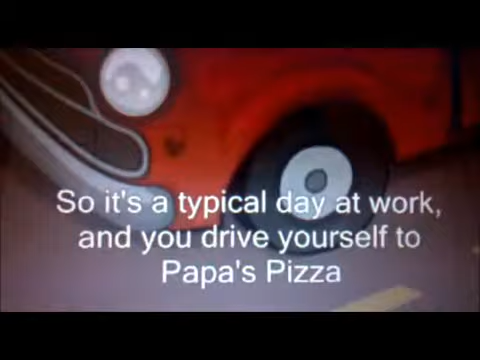 So it's a typical day at work,
and you drive yourself to
Papa's Pizza